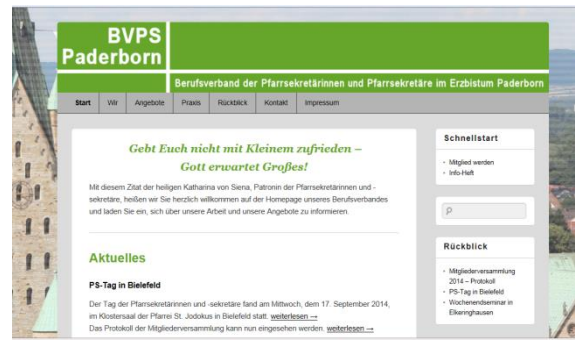 BVPS
Paderborn
Berufsverband der Pfarrsekretärinnen und Pfarrsekretäre im Erzbistum Paderborn
Start Wir Angebote Praxis Rückblick Kontakt Impressum
Gebt Euch nicht mit Kleinem zufrieden –
Gott erwartet Großes!
Mit diesem Zitat der heiligen Katharina von Siena, Patronin der Pfarrsekretärinnen und -
sekretäre, heißen wir Sie herzlich willkommen auf der Homepage unseres Berufsverbandes
und laden Sie ein, sich über unsere Arbeit und unsere Angebote zu informieren.
Aktuelles
PS-Tag in Bielefeld
Der Tag der Pfarrsekretärinnen und -sekretäre fand am Mittwoch, dem 17. September 2014,
im Klostersaal der Pfarrei St. Jodokus in Bielefeld statt. weiterlesen →
Das Protokoll der Mitgliederversammlung kann nun eingesehen werden. weiterlesen →
Schnellstart
Mitglied werden
Info-Heft
Rückblick
Mitgliederversammlung
2014 – Protokoll
PS-Tag in Bielefeld
Wochenendseminar in
Elkeringhausen